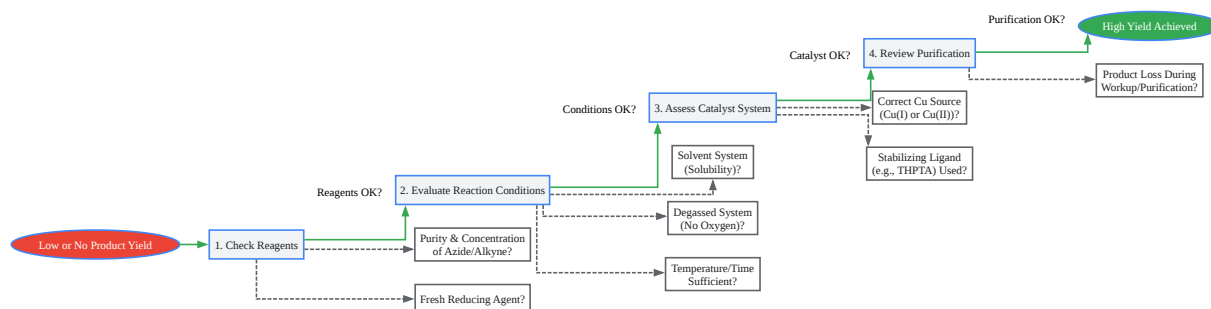 Purification OK?
High Yield Achieved
Catalyst OK?
4. Review Purification
Product Loss During
Workup/Purification?
Conditions OK?
3. Assess Catalyst System
Correct Cu Source
(Cu(I) or Cu(II))?
Stabilizing Ligand
(e.g., THPTA) Used?
Reagents OK?
2. Evaluate Reaction Conditions
Solvent System
(Solubility)?
Degassed System
(No Oxygen)?
Temperature/Time
Sufficient?
Low or No Product Yield
1. Check Reagents
Purity & Concentration
of Azide/Alkyne?
Fresh Reducing Agent?